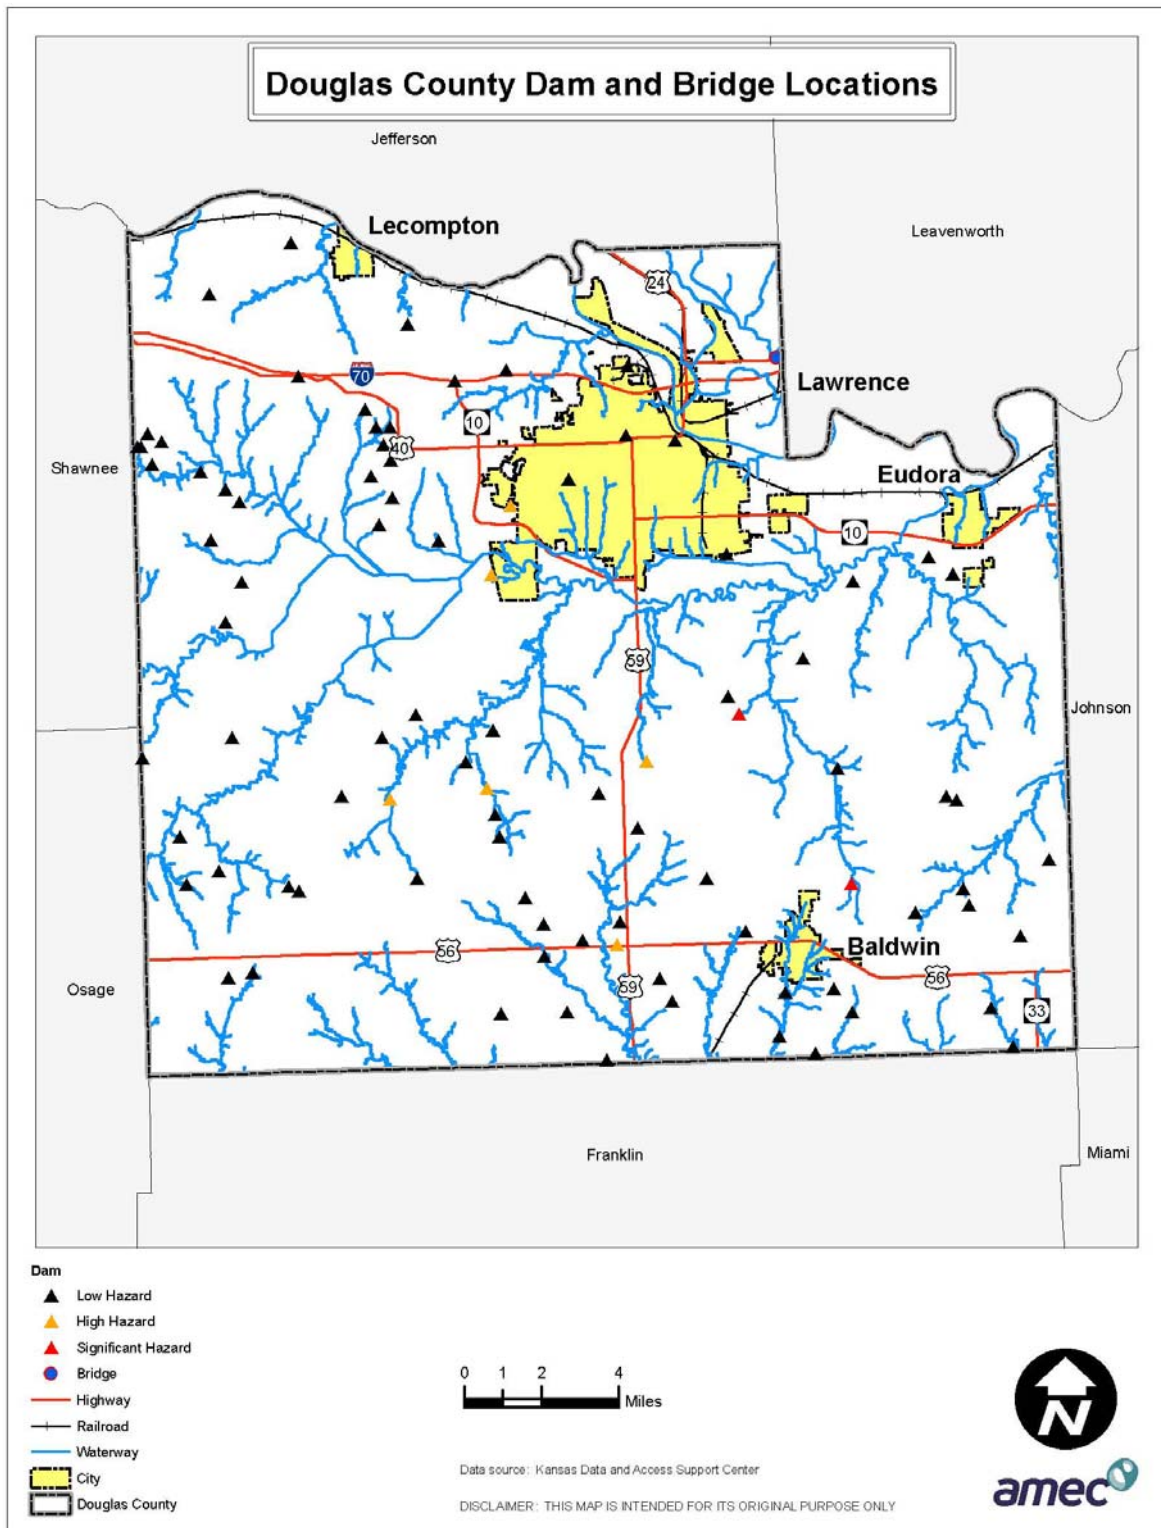 Douglas County Dam and Bridge Locations
Jefferson
Lecompton
Leavenworth
24
70
Lawrence
10
40
Shawnee
Eudora
10
59
Johnson
Baldwin
56
56
Osage
59
33
Franklin
Miami
Dam
Low Hazard
High Hazard
Significant Hazard
Bridge
Highway
Railroad
Waterway
City
Douglas County
0 1 2 4
Miles
N
Data source: Kansas Data and Access Support Center
DISCLAIMER: THIS MAP IS INTENDED FOR ITS ORIGINAL PURPOSE ONLY
amec